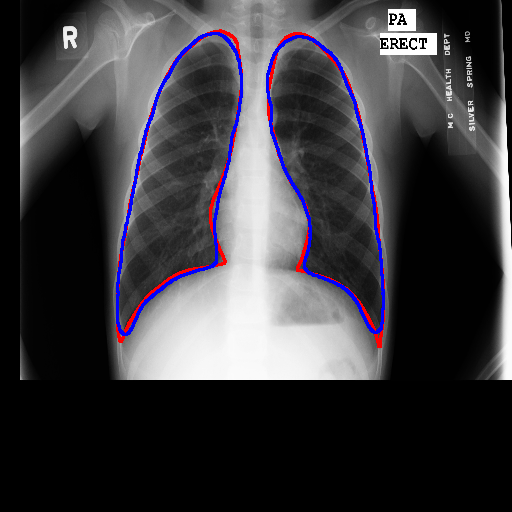 R
PA
ERECT
M C HEALTH DEPT
SILVER SPRING MD